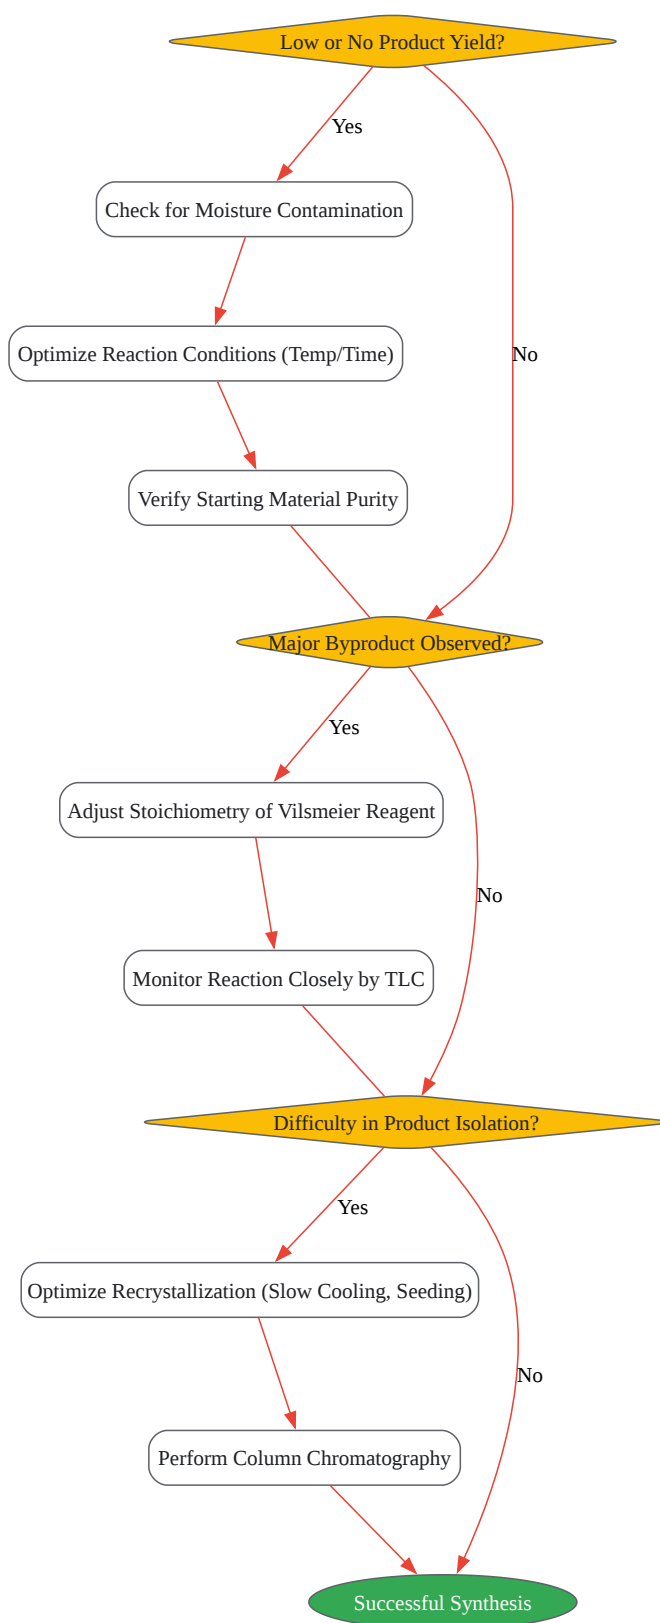 Low or No Product Yield?
Yes
Check for Moisture Contamination
Optimize Reaction Conditions (Temp/Time)
No
Verify Starting Material Purity
Major Byproduct Observed?
Yes
Adjust Stoichiometry of Vilsmeier Reagent
No
Monitor Reaction Closely by TLC
Difficulty in Product Isolation?
Yes
Optimize Recrystallization (Slow Cooling, Seeding)
No
Perform Column Chromatography
Successful Synthesis